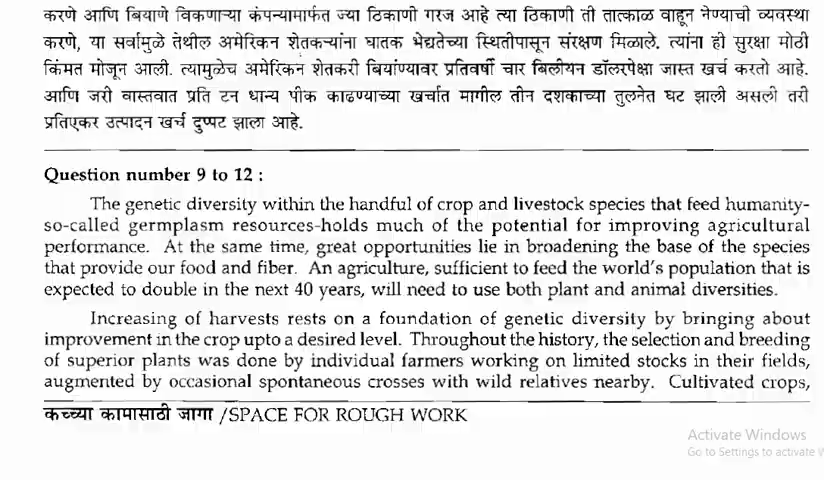 करणे आणि बियाणे विकणाऱ्या कंपन्यामार्फत ज्या ठिकाणी गरज आहे त्या ठिकाणी ती तात्काळ वाहून नेण्याची व्यवस्था
करणे, या सर्वामुळे तेथील अमेरिकन शेतकऱ्यांना घातक भेद्यतेच्या स्थितीपासून संरक्षण मिळाले. त्यांना ही सुरक्षा मोठी
किंमत मोजून आली. त्यामुळेच अमेरिकन शेतकरी बियांण्यावर प्रतिवर्षी चार बिलीयन डॉलरपेक्षा जास्त खर्च करतो आहे.
आणि जरी वास्तवात प्रति टन धान्य पीक काढण्याच्या खर्चात मागील तीन दशकाच्या तुलनेत घट झाली असली तरी
प्रतिएकर उत्पादन खर्च दुप्पट झाला आहे.
Question number 9 to 12 :
The genetic diversity within the handful of crop and livestock species that feed humanity-
so-called germplasm resources-holds much of the potential for improving agricultural
performance. At the same time, great opportunities lie in broadening the base of the species
that provide our food and fiber. An agriculture, sufficient to feed the world's population that is
expected to double in the next 40 years, will need to use both plant and animal diversities.
Increasing of harvests rests on a foundation of genetic diversity by bringing about
improvement in the crop upto a desired level. Throughout the history, the selection and breeding
of superior plants was done by individual farmers working on limited stocks in their fields,
augmented by occasional spontaneous crosses with wild relatives nearby. Cultivated crops,
कच्च्या कामासाठी जागा /SPACE FOR ROUGH WORK
Activate Windows
Go to Settings to activate